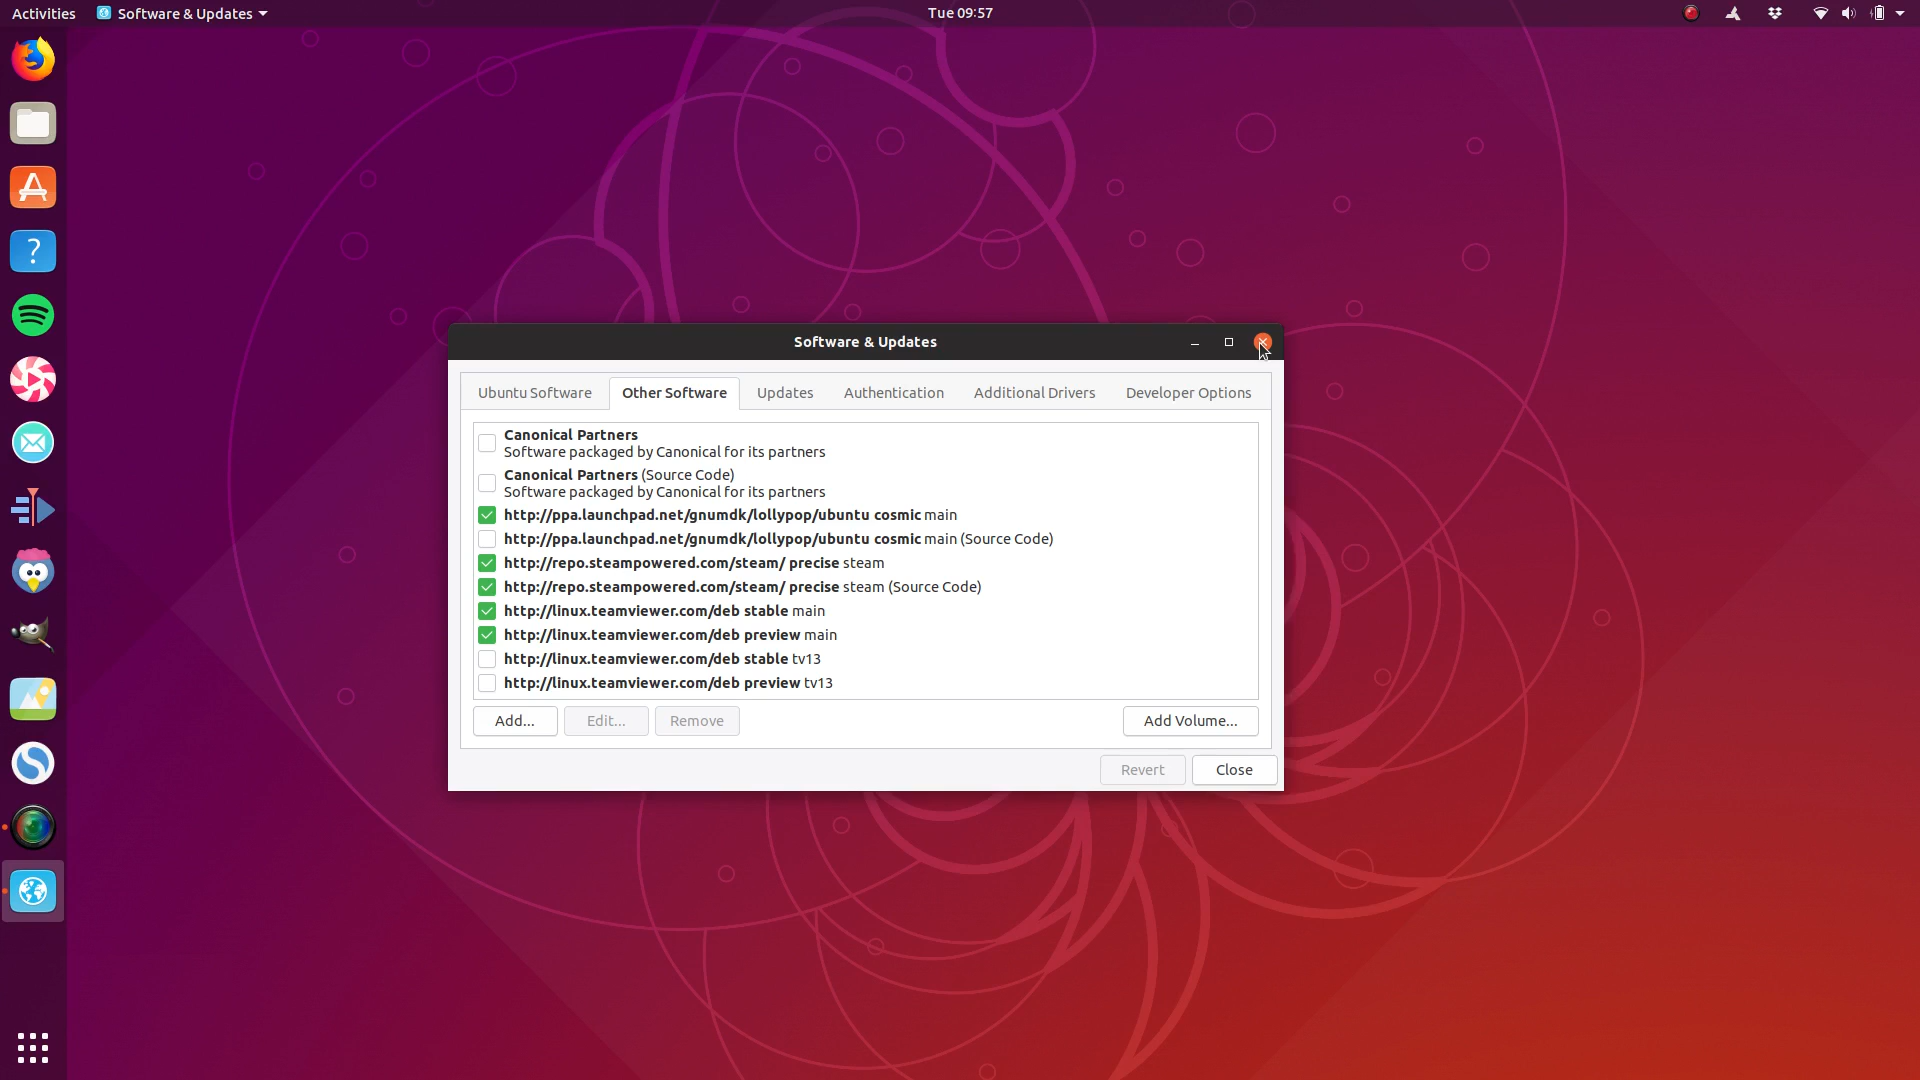 Activities
Software & Updates
Tue 09:57
Software & Updates
Ubuntu Software
Other Software
Updates
Authentication
Additional Drivers
Developer Options
Canonical Partners
Software packaged by Canonical for its partners
Canonical Partners (Source Code)
Software packaged by Canonical for its partners
http://ppa.launchpad.net/gnumdk/lollypop/ubuntu cosmic main
http://ppa.launchpad.net/gnumdk/lollypop/ubuntu cosmic main (Source Code)
http://repo.steampowered.com/steam/ precise steam
http://repo.steampowered.com/steam/ precise steam (Source Code)
http://linux.teamviewer.com/deb stable main
http://linux.teamviewer.com/deb preview main
http://linux.teamviewer.com/deb stable tv13
http://linux.teamviewer.com/deb preview tv13
Add...
Edit...
Remove
Add Volume...
Revert
Close